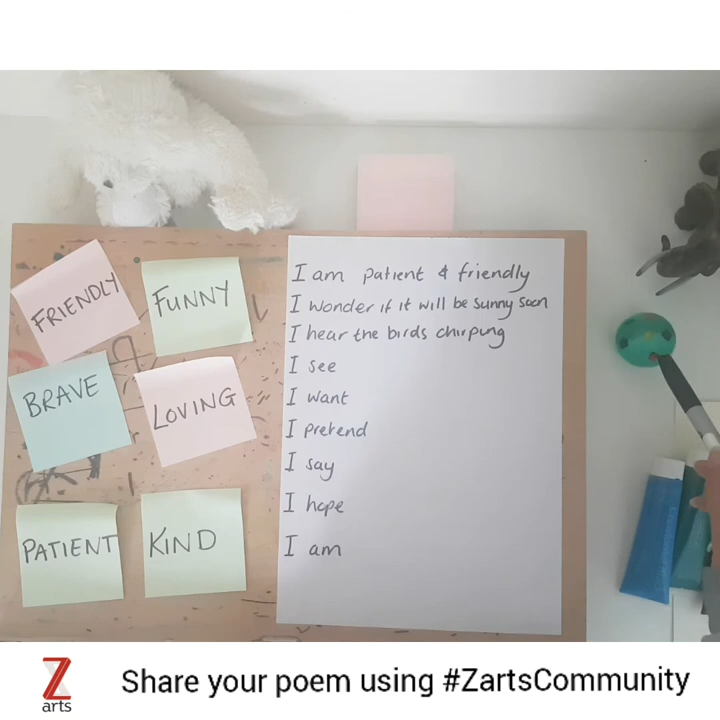 FRIENDLY
FUNNY
BRAVE
LOVING
PATIENT
KIND
I am patient & friendly
I wonder if it will be sunny soon
I hear the birds chirping
I see
I want
I pretend
I say
I hope
I am
Z
arts
Share your poem using #ZartsCommunity